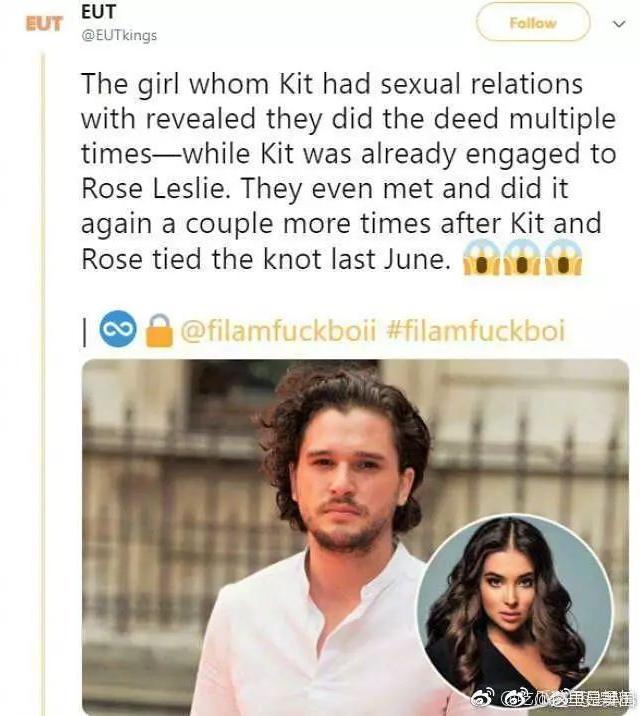 EUT
EUT
@EUTkings
Follow
The girl whom Kit had sexual relations
with revealed they did the deed multiple
times—while Kit was already engaged to
Rose Leslie. They even met and did it
again a couple more times after Kit and
Rose tied the knot last June. 😱😱😱
| ♾️🔒@filamfuckboii #filamfuckboi